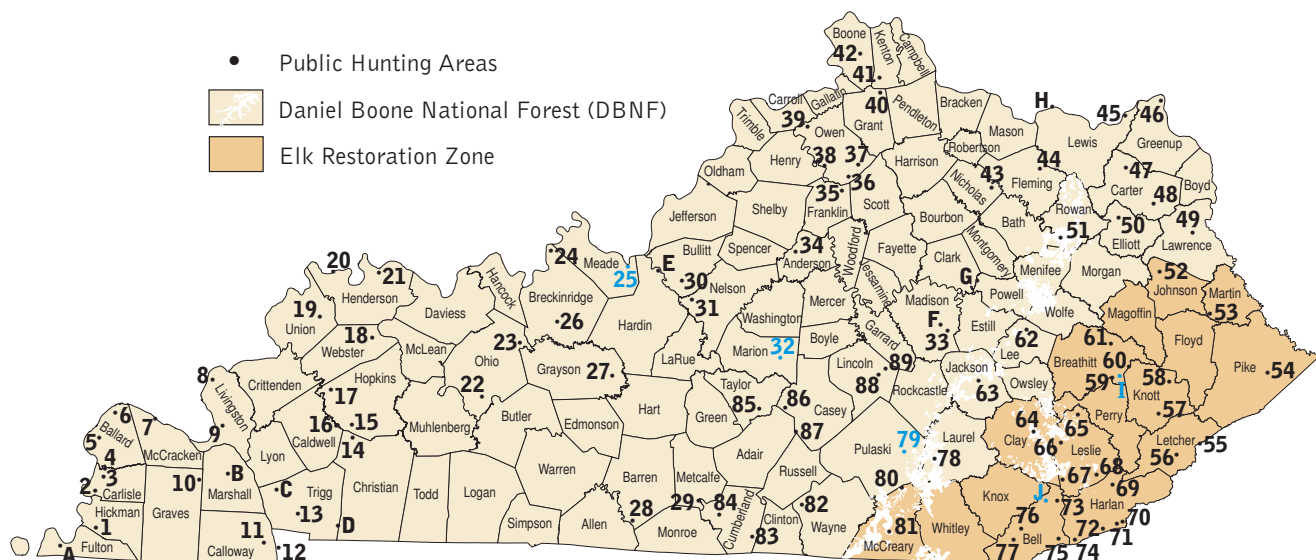 Public Hunting Areas
Daniel Boone National Forest (DBNF)
Elk Restoration Zone
Boone
Kenton
Campbell
42
41
Carroll
Gallatin
40
Pendleton
Bracken
H
45
46
Trimble
39
Owen
Grant
Mason
Lewis
Greenup
Henry
38
37
Harrison
Robertson
43
44
47
Oldham
36
Nicholas
Fleming
Carter
48
Boyd
35
Franklin
Scott
Jefferson
Shelby
Bourbon
Bath
Rowan
50
49
20
24
Meade
25
E
Bullitt
Spencer
34
Anderson
Woodford
Fayette
Montgomery
51
Elliott
Lawrence
21
Hancock
30
Nelson
Clark
G
Menifee
Morgan
52
Henderson
Breckinridge
31
Jessamine
Powell
Johnson
Martin
19
Daviess
Mercer
Madison
Wolfe
Magoffin
53
Union
26
Hardin
Washington
F
Estill
62
18
23
Garrard
33
Lee
61
Floyd
Webster
McLean
Ohio
LaRue
Marion
32
Boyle
Breathitt
60
Pike
54
8
Livingston
Crittenden
Hopkins
Grayson
27
Lincoln
89
Jackson
59
I
58
Knott
17
22
Taylor
88
Rockcastle
63
Owsley
6
7
85
86
Casey
64
Perry
57
Ballard
5
9
16
15
Butler
Hart
Green
65
4
McCracken
Caldwell
Muhlenberg
Edmonson
87
79
Laurel
Clay
66
Leslie
Letcher
55
3
Lyon
14
Adair
Pulaski
78
56
2
Carlisle
10
B
Marshall
Warren
Barren
Metcalfe
Russell
67
68
C
Trigg
Christian
Todd
Logan
80
Knox
J
69
Hickman
Graves
13
28
29
84
82
Wayne
73
Harlan
1
D
Simpson
Allen
Monroe
Cumberland
Clinton
81
Whitley
76
72
70
Fulton
11
83
McCreary
Bell
71
A
Calloway
12
77
75
74